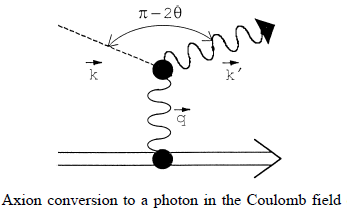 π−2θ
k
k′
q
Axion conversion to a photon in the Coulomb field